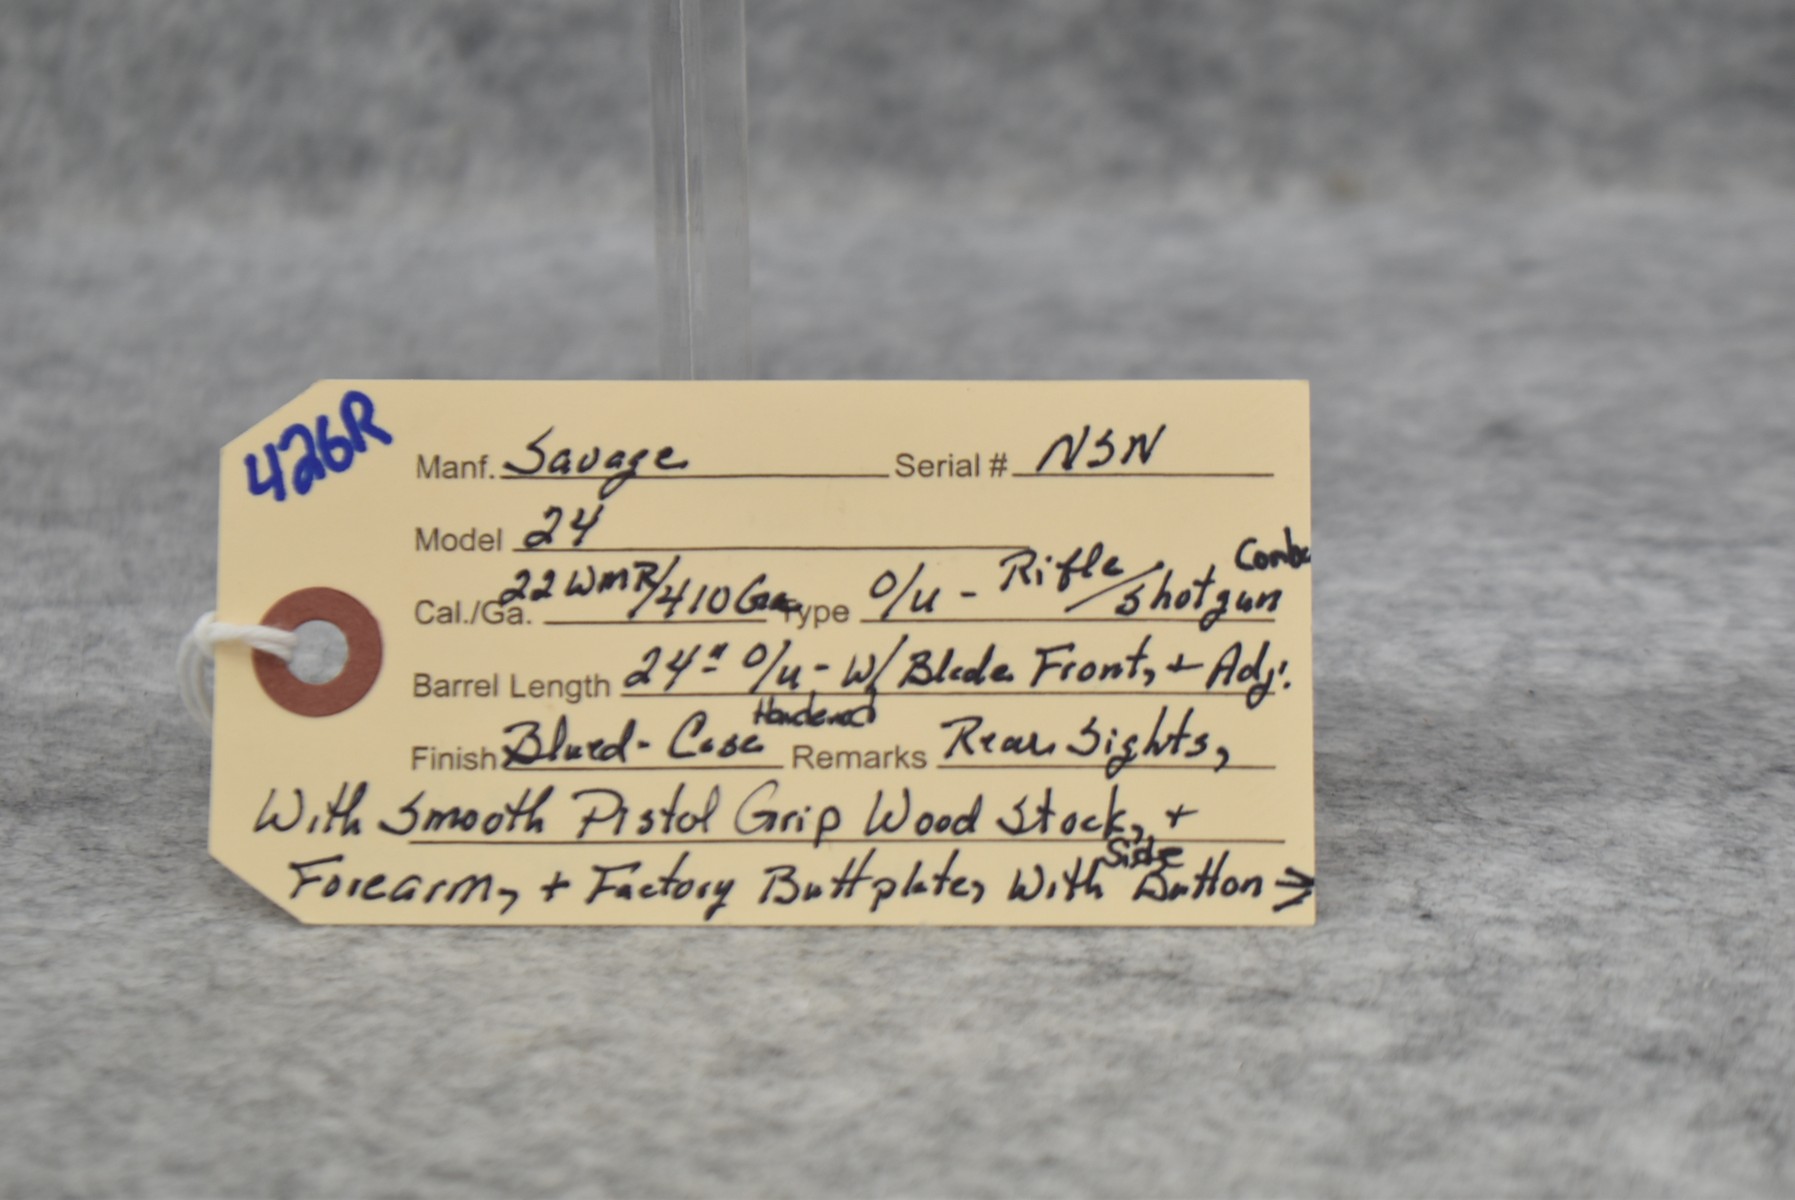 426R
Manf. Savage Serial # NSN
Model 24
Cal./Ga. 22 WMR/410 Ga Type O/U - Rifle/Shotgun Combo
Barrel Length 24" O/U - W/ Blade Front, + Adj.
Finish Blued - Case Hardened Remarks Rear Sights,
With Smooth Pistol Grip Wood Stock, +
Forearm, + Factory Buttplate, With Side Button →